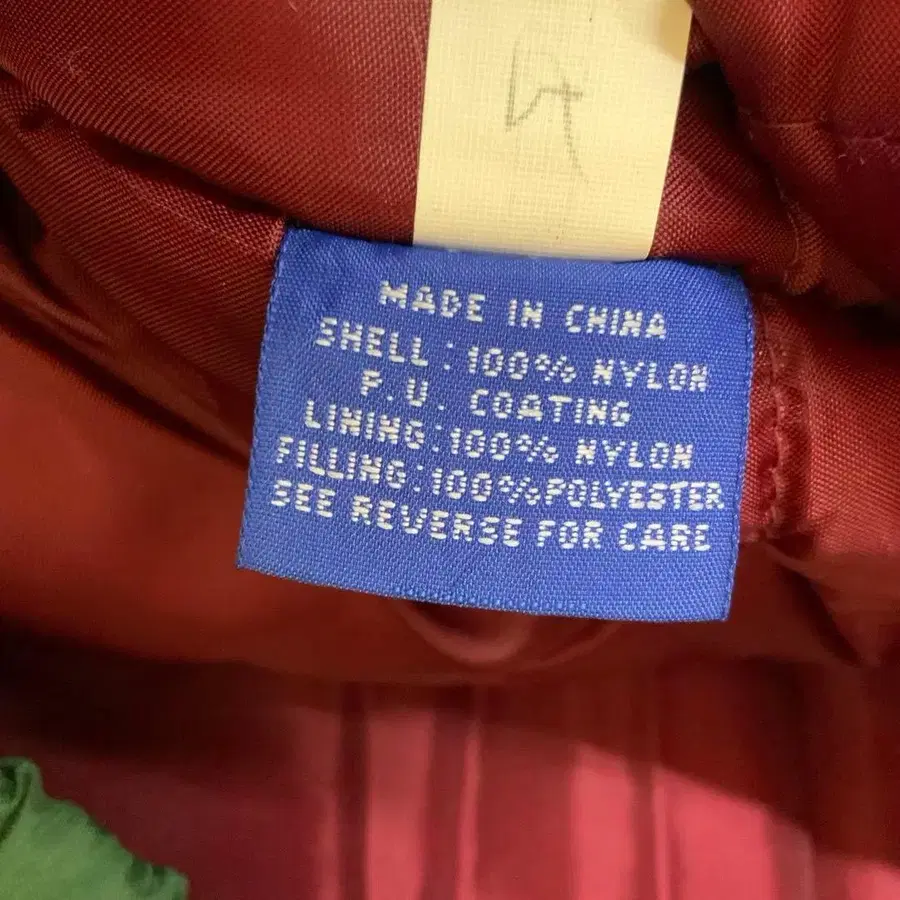 MADE IN CHINA
SHELL : 100% NYLON
P.U. COATING
LINING : 100% NYLON
FILLING : 100% POLYESTER
SEE REVERSE FOR CARE